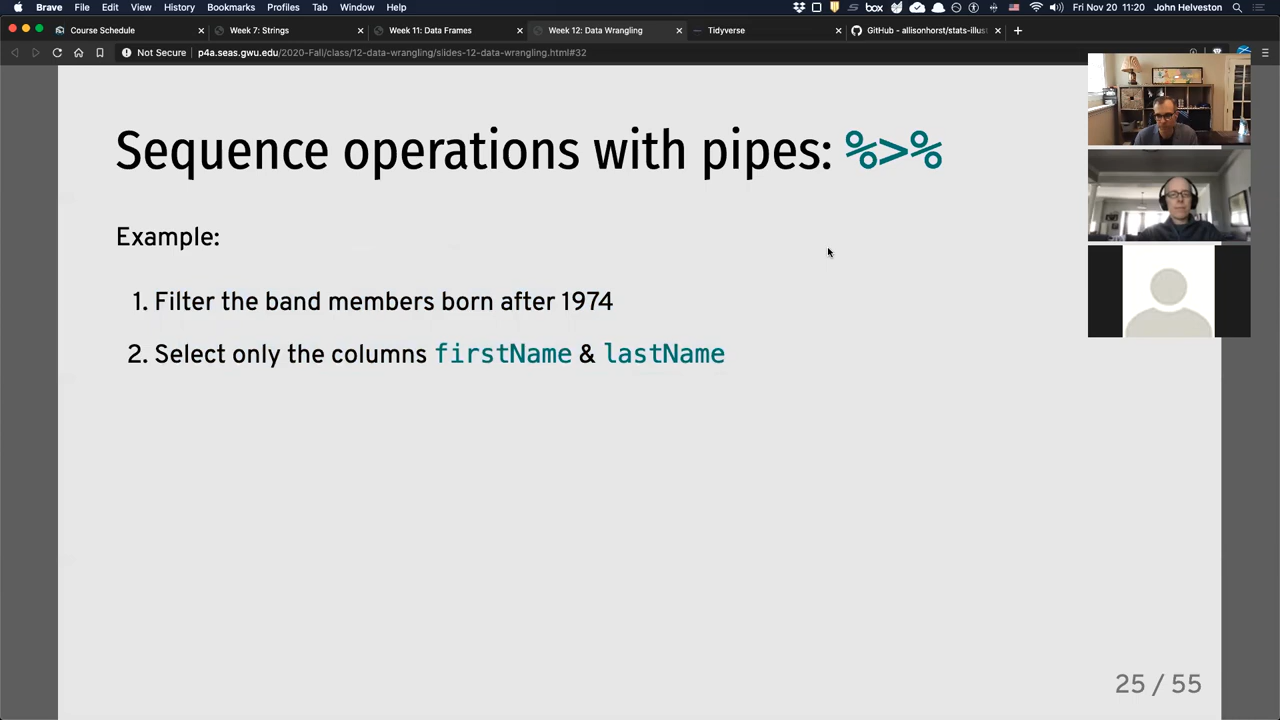 Brave File Edit View History Bookmarks Profiles Tab Window Help box Fri Nov 20 11:20 John Helveston
Course Schedule Week 7: Strings Week 11: Data Frames Week 12: Data Wrangling Tidyverse GitHub - allisonhorst/stats-illust
Not Secure p4a.seas.gwu.edu/2020-Fall/class/12-data-wrangling/slides-12-data-wrangling.html#32
Sequence operations with pipes: %>%
Example:
1. Filter the band members born after 1974
2. Select only the columns firstName & lastName
25 / 55